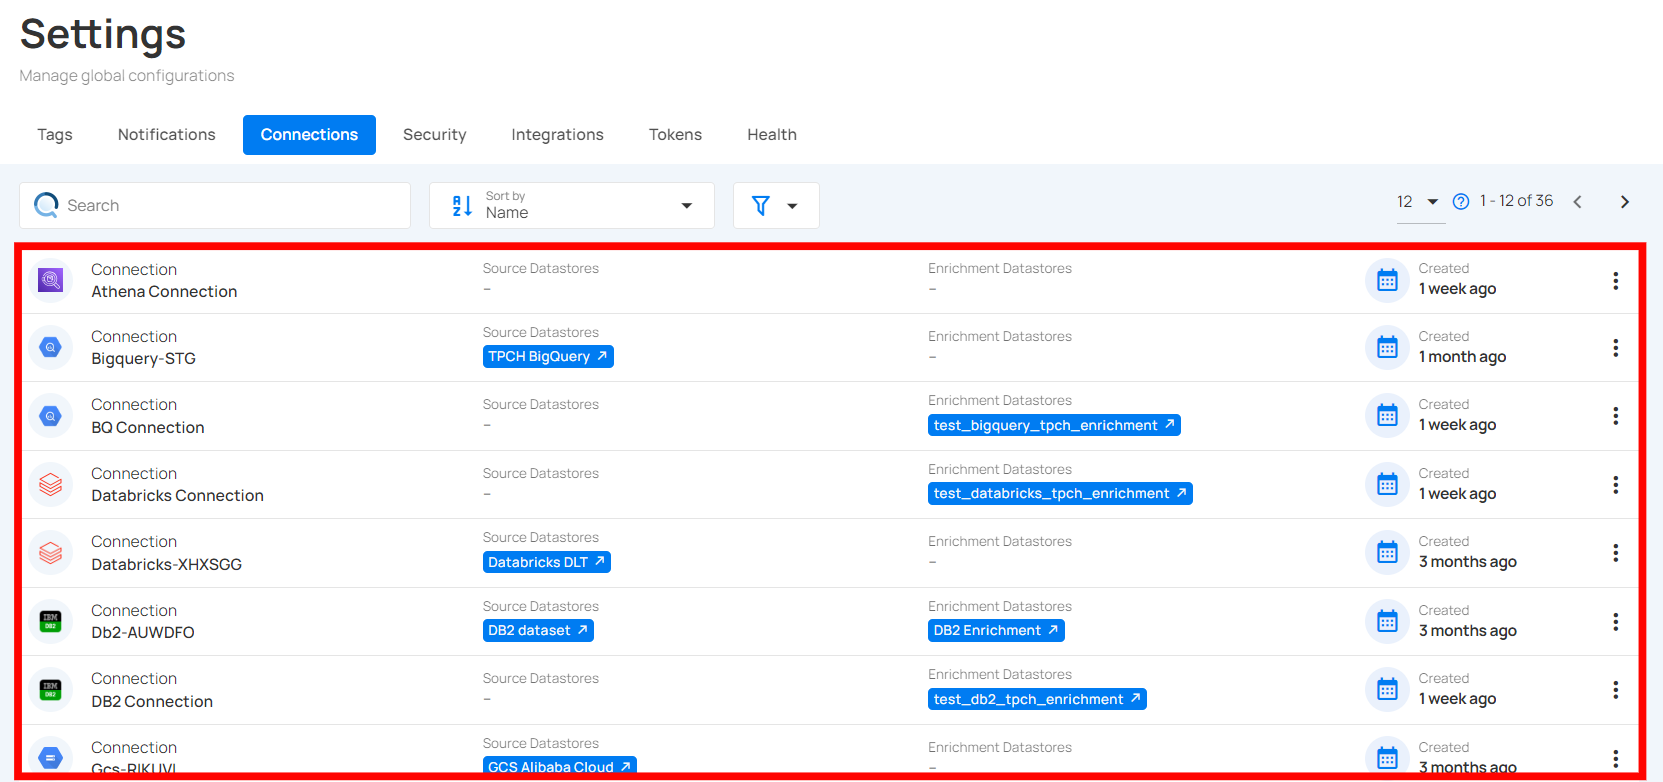 Settings
Manage global configurations
Tags Notifications Connections Security Integrations Tokens Health
Search
Sort by
Name
12 1 - 12 of 36
Connection Source Datastores Enrichment Datastores Created
Athena Connection – – 1 week ago
Connection Source Datastores Enrichment Datastores Created
Bigquery-STG TPCH BigQuery – 1 month ago
Connection Source Datastores Enrichment Datastores Created
BQ Connection – test_bigquery_tpch_enrichment 1 week ago
Connection Source Datastores Enrichment Datastores Created
Databricks Connection – test_databricks_tpch_enrichment 1 week ago
Connection Source Datastores Enrichment Datastores Created
Databricks-XHXSGG Databricks DLT – 3 months ago
Connection Source Datastores Enrichment Datastores Created
Db2-AUWDFO DB2 dataset DB2 Enrichment 3 months ago
Connection Source Datastores Enrichment Datastores Created
DB2 Connection – test_db2_tpch_enrichment 1 week ago
Connection Source Datastores Enrichment Datastores Created
GCS Alibaba Cloud – 3 months ago